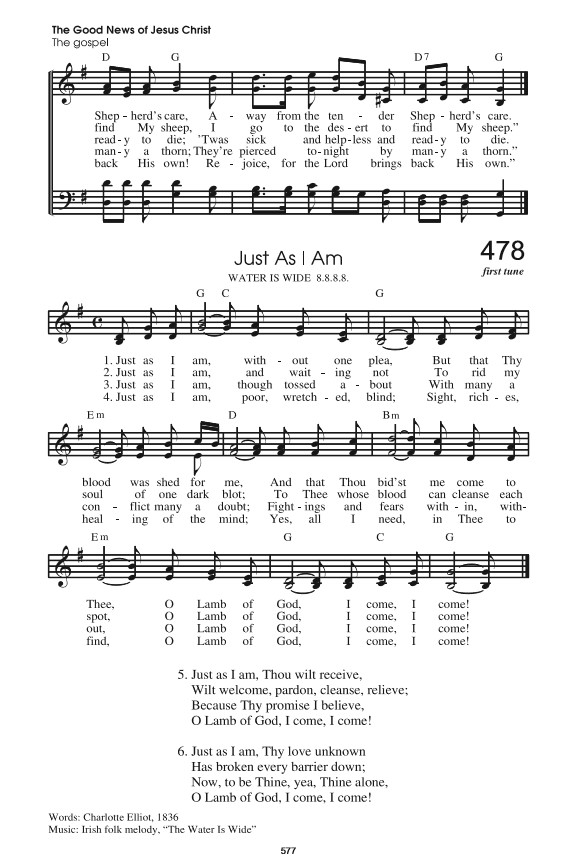 The Good News of Jesus Christ
The gospel
D G D7 G
Shep - herd's care, A - way from the ten - der Shep - herd's care.
find My sheep, I go to the des - ert to find My sheep."
read - y to die; 'Twas sick and help - less and read - y to die.
man - y a thorn; They're pierced to - night by man - y a thorn."
back His own! Re - joice, for the Lord brings back His own."
Just As I Am
478
WATER IS WIDE 8.8.8.8.
first tune
G C G
1. Just as I am, with - out one plea, But that Thy
2. Just as I am, and wait - ing not To rid my
3. Just as I am, though tossed a - bout With many a
4. Just as I am, poor, wretch - ed, blind; Sight, rich - es,
Em D Bm
blood was shed for me, And that Thou bid'st me come to
soul of one dark blot; To Thee whose blood can cleanse each
con - flict many a doubt; Fight - ings and fears with - in, with-
heal - ing of the mind; Yes, all I need, in Thee to
Em G C G
Thee, O Lamb of God, I come, I come!
spot, O Lamb of God, I come, I come!
out, O Lamb of God, I come, I come!
find, O Lamb of God, I come, I come!
5. Just as I am, Thou wilt receive,
Wilt welcome, pardon, cleanse, relieve;
Because Thy promise I believe,
O Lamb of God, I come, I come!
6. Just as I am, Thy love unknown
Has broken every barrier down;
Now, to be Thine, yea, Thine alone,
O Lamb of God, I come, I come!
Words: Charlotte Elliot, 1836
Music: Irish folk melody, "The Water Is Wide"
577